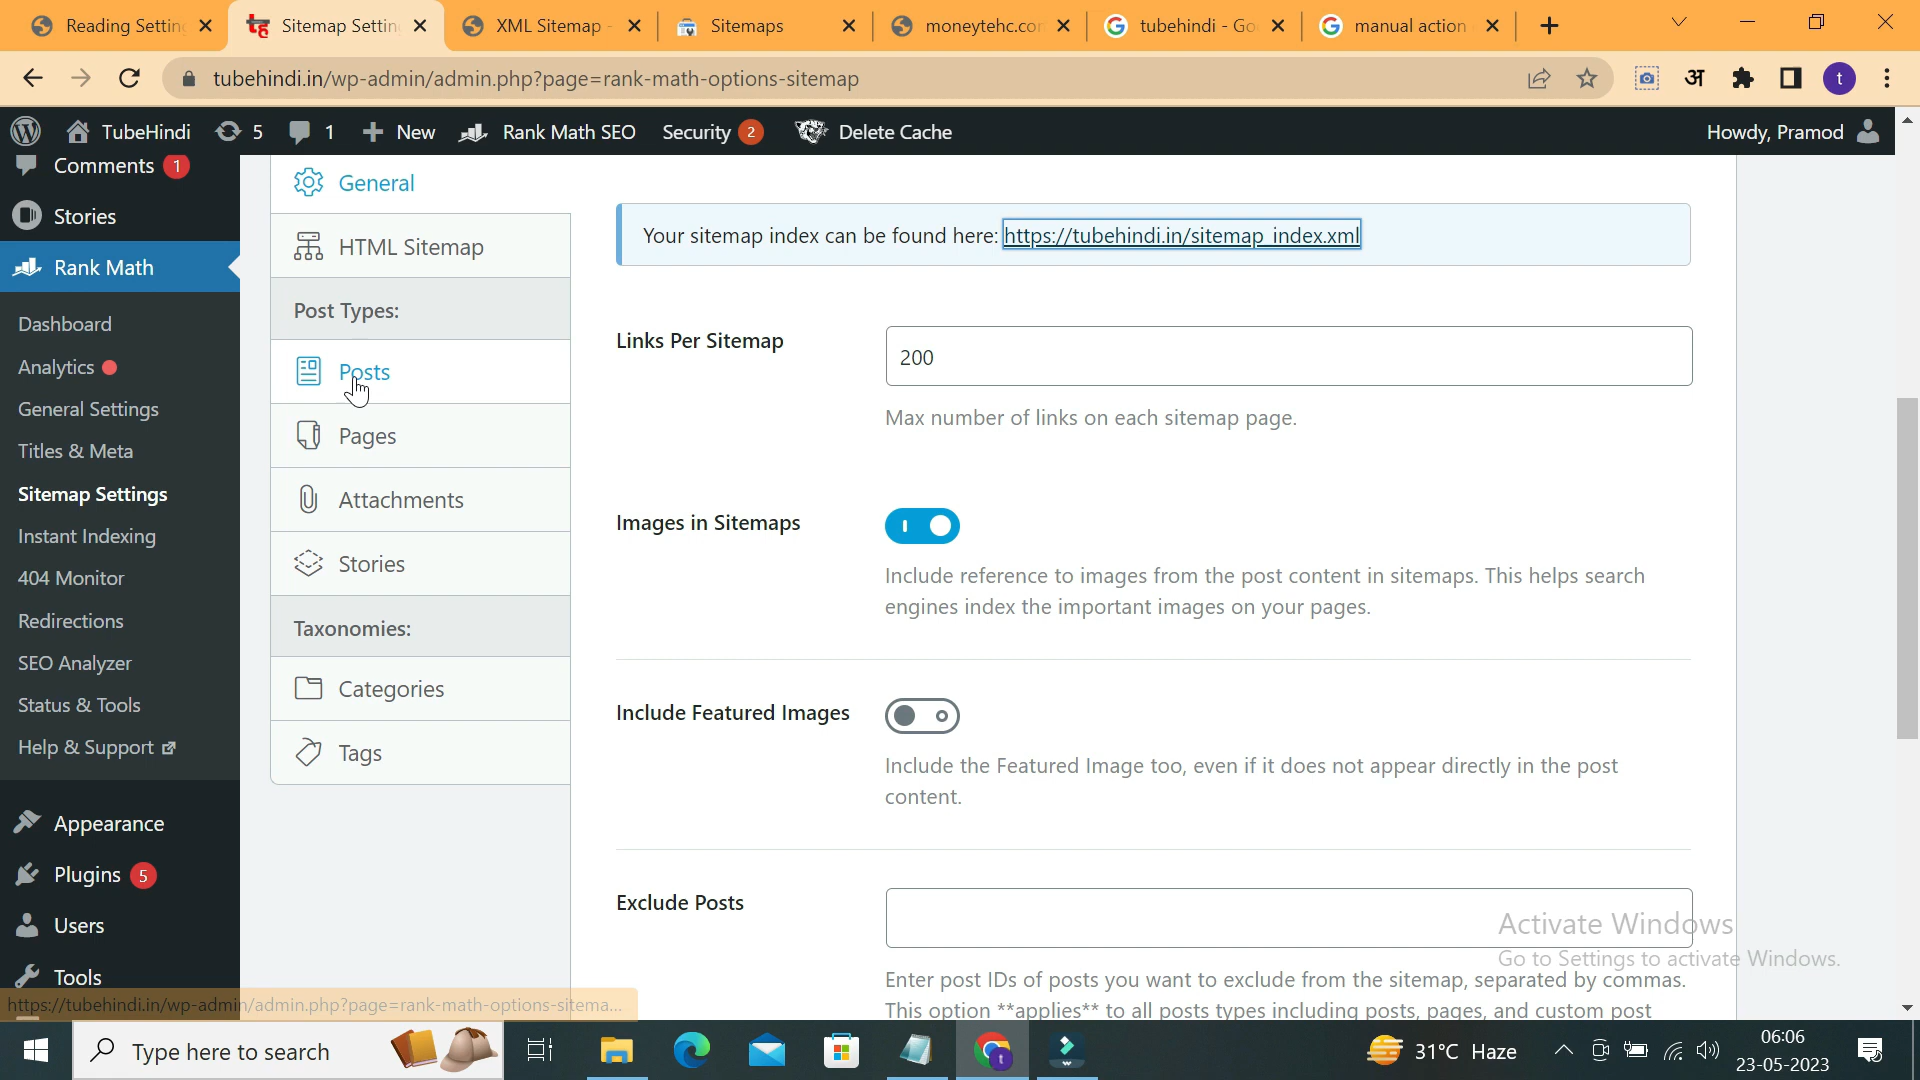 Reading Settin
Sitemap Settin
XML Sitemap -
Sitemaps
moneytehc.co
tubehindi - Go
manual action
tubehindi.in/wp-admin/admin.php?page=rank-math-options-sitemap
अ
t
TubeHindi
5
1
New
Rank Math SEO
Security 2
Delete Cache
Howdy, Pramod
Comments 1
Stories
Rank Math
Dashboard
Analytics
General Settings
Titles & Meta
Sitemap Settings
Instant Indexing
404 Monitor
Redirections
SEO Analyzer
Status & Tools
Help & Support
Appearance
Plugins 5
Users
Tools
General
HTML Sitemap
Post Types:
Posts
Pages
Attachments
Stories
Taxonomies:
Categories
Tags
Your sitemap index can be found here: https://tubehindi.in/sitemap_index.xml
Links Per Sitemap
200
Max number of links on each sitemap page.
Images in Sitemaps
Include reference to images from the post content in sitemaps. This helps search
engines index the important images on your pages.
Include Featured Images
Include the Featured Image too, even if it does not appear directly in the post
content.
Exclude Posts
Enter post IDs of posts you want to exclude from the sitemap, separated by commas.
This option **applies** to all posts types including posts, pages, and custom post
Activate Windows
Go to Settings to activate Windows.
https://tubehindi.in/wp-admin/admin.php?page=rank-math-options-sitema...
Type here to search
31°C Haze
06:06
23-05-2023